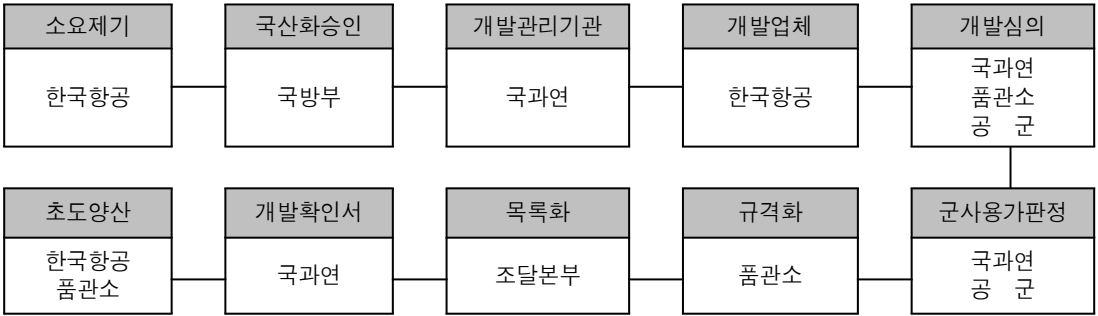 소요제기
한국항공
국산화승인
국방부
개발관리기관
국과연
개발업체
한국항공
개발심의
국과연
품관소
공 군
초도양산
한국항공
품관소
개발확인서
국과연
목록화
조달본부
규격화
품관소
군사용가판정
국과연
공 군